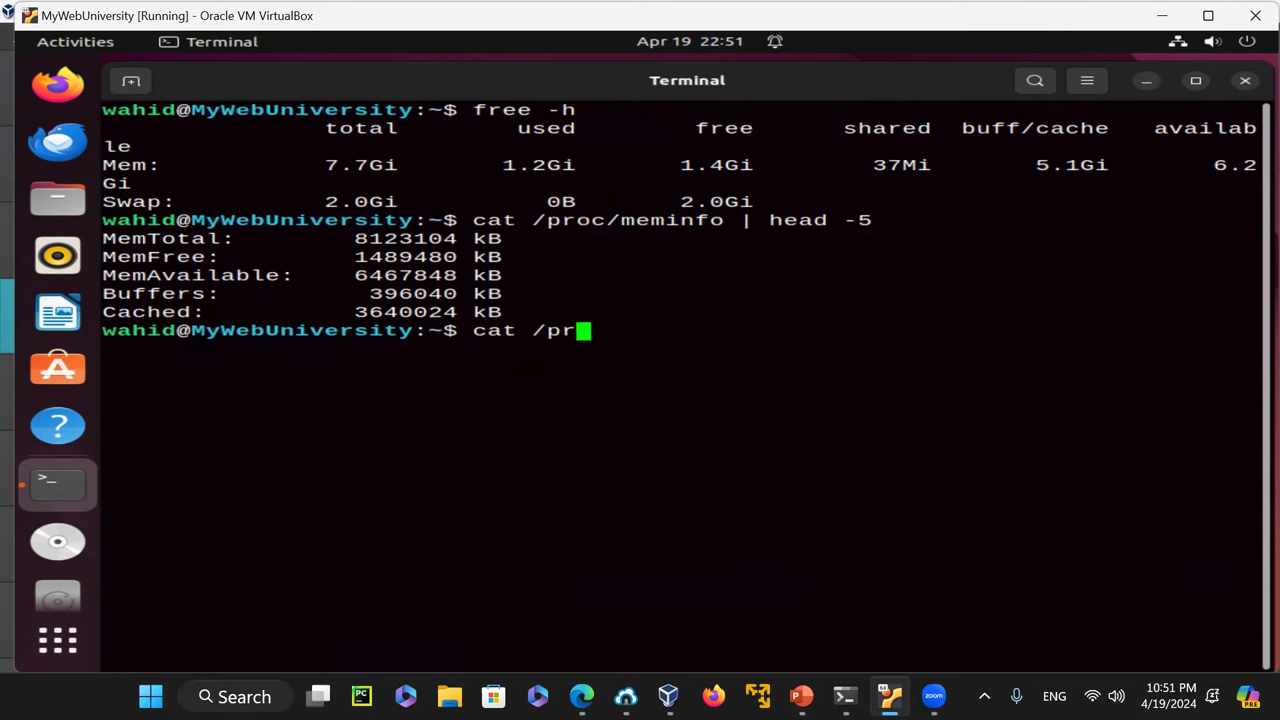 MyWebUniversity [Running] - Oracle VM VirtualBox
Activities Terminal Apr 19 22:51
Terminal
wahid@MyWebUniversity:~$ free -h
total used free shared buff/cache availab
le
Mem: 7.7Gi 1.2Gi 1.4Gi 37Mi 5.1Gi 6.2
Gi
Swap: 2.0Gi 0B 2.0Gi
wahid@MyWebUniversity:~$ cat /proc/meminfo | head -5
MemTotal: 8123104 kB
MemFree: 1489480 kB
MemAvailable: 6467848 kB
Buffers: 396040 kB
Cached: 3640024 kB
wahid@MyWebUniversity:~$ cat /pr
?
>_
Search PC P zoom ENG 10:51 PM
4/19/2024 PRE